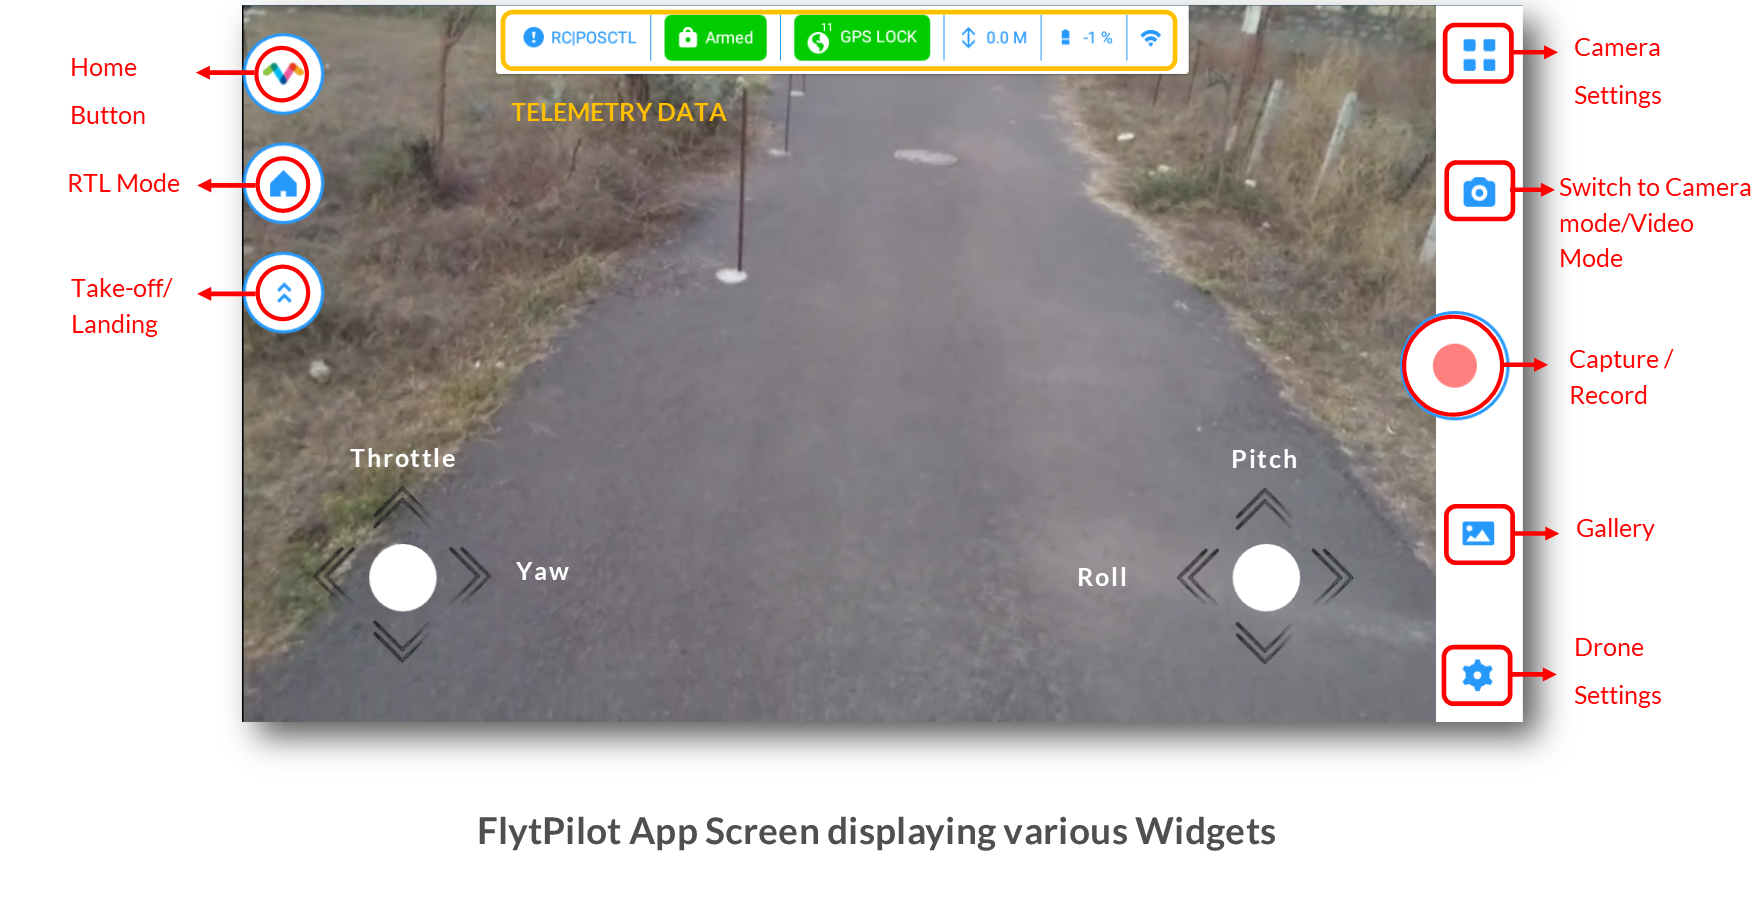 RC|POSCTL
Armed
11
GPS LOCK
0.0 M
-1 %
TELEMETRY DATA
Home
Button
RTL Mode
Take-off/
Landing
Camera
Settings
Switch to Camera
mode/Video
Mode
Capture /
Record
Throttle
Yaw
Pitch
Roll
Gallery
Drone
Settings
FlytPilot App Screen displaying various Widgets